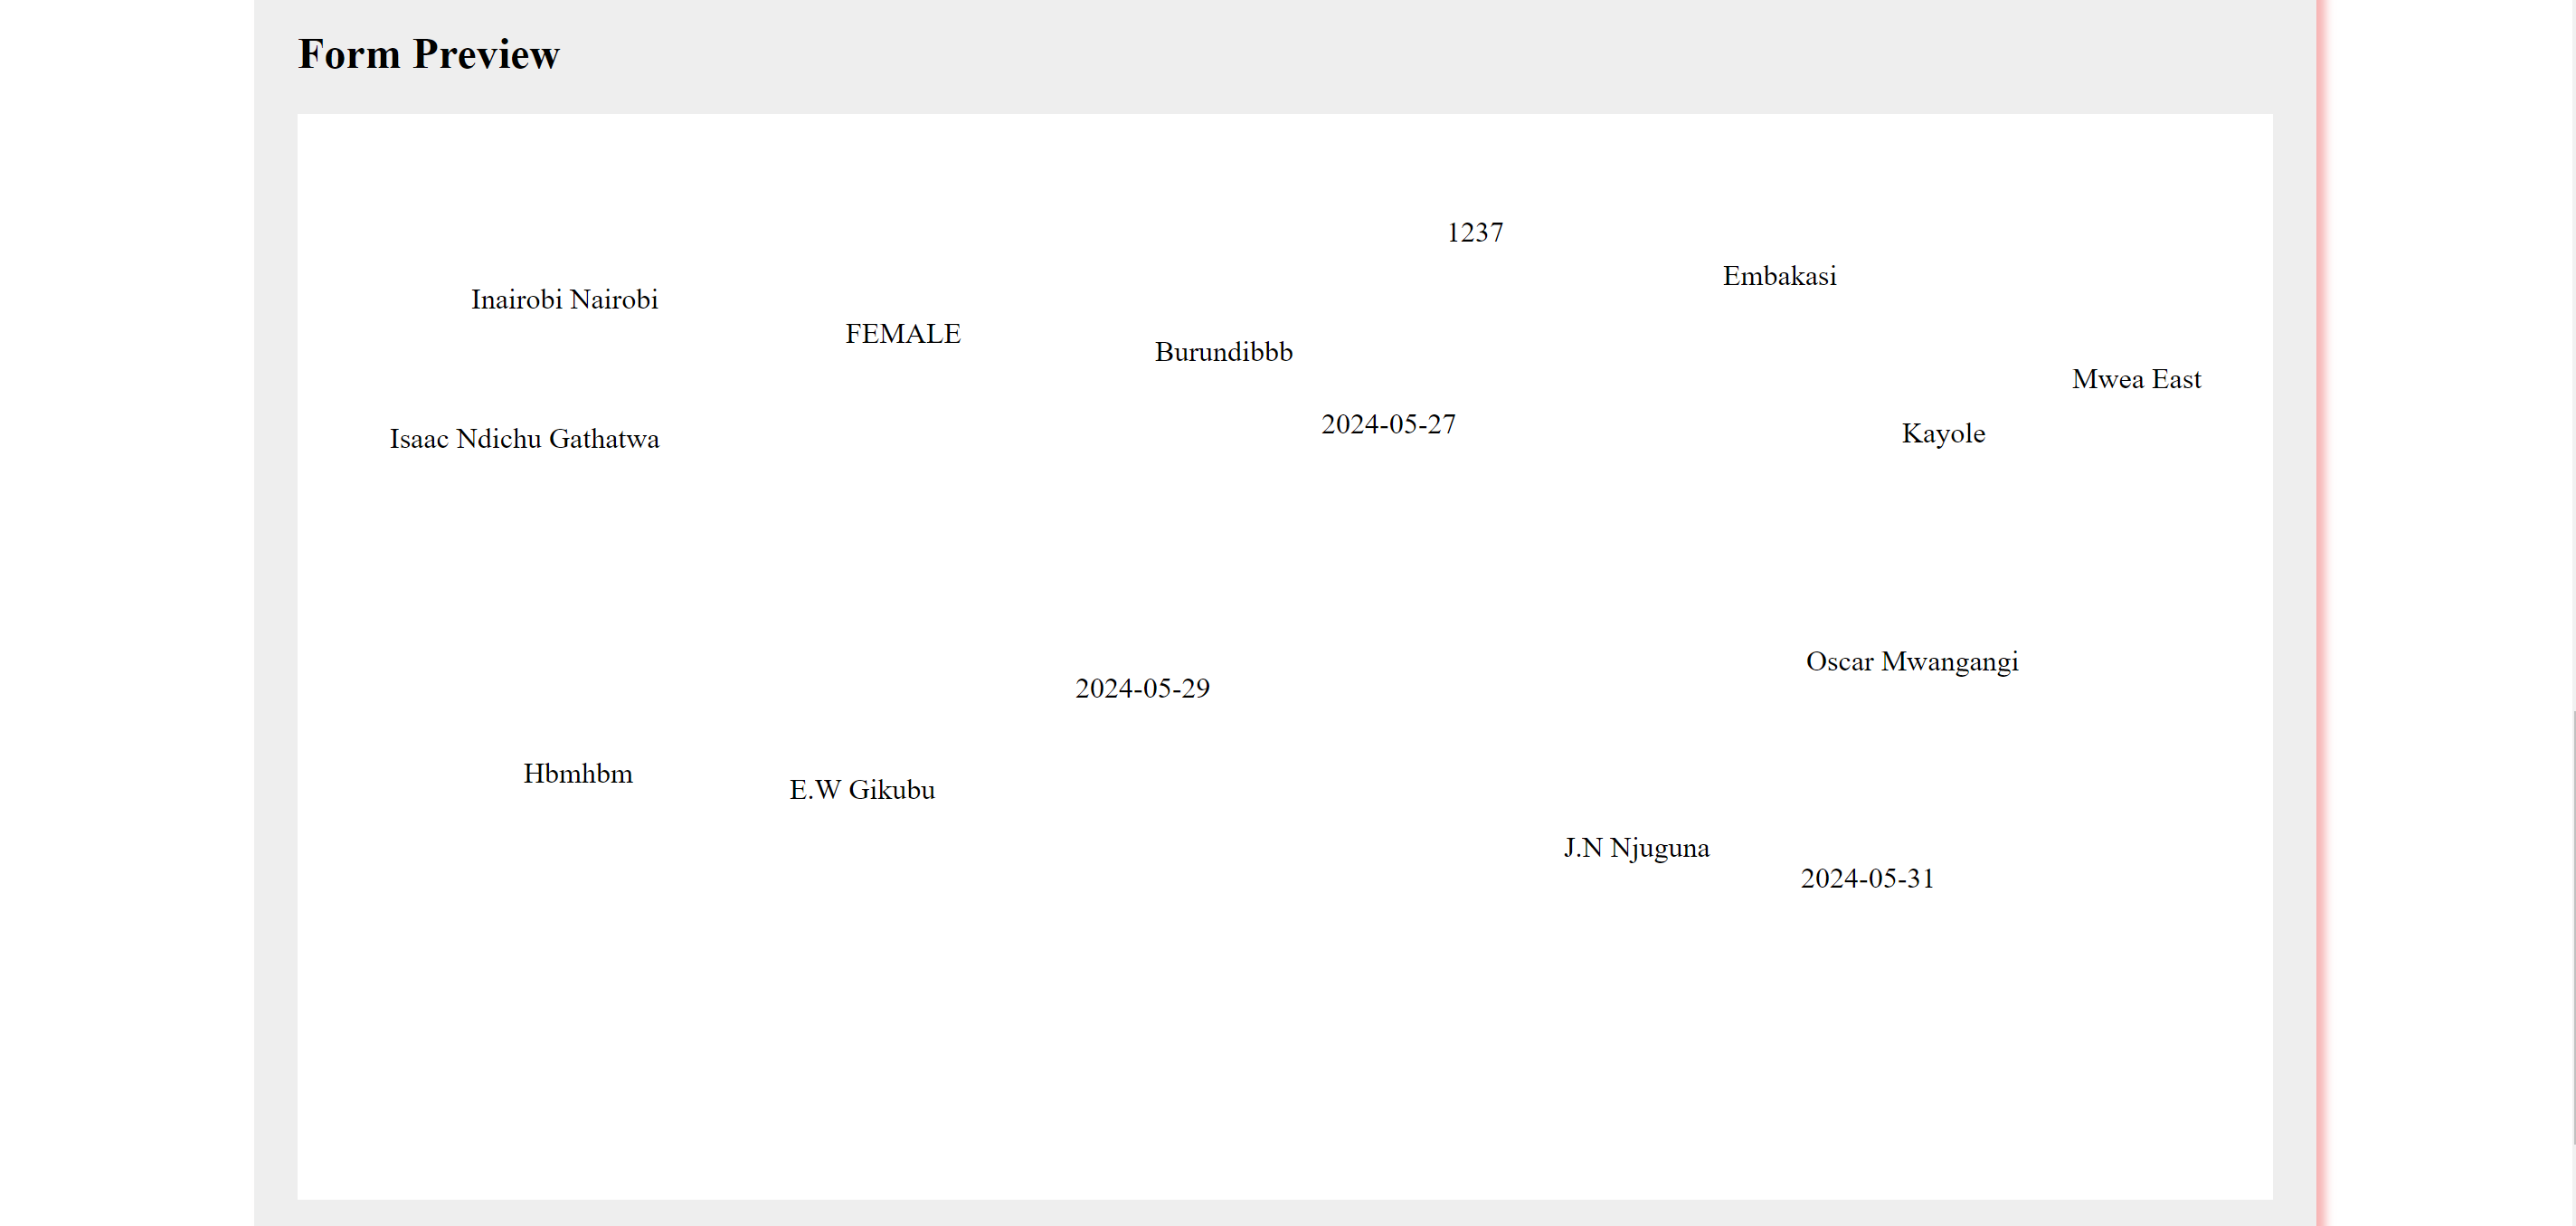 Form Preview
1237
Embakasi
Inairobi Nairobi
FEMALE
Burundibbb
Mwea East
2024-05-27
Kayole
Isaac Ndichu Gathatwa
Oscar Mwangangi
2024-05-29
Hbmhbm
E.W Gikubu
J.N Njuguna
2024-05-31